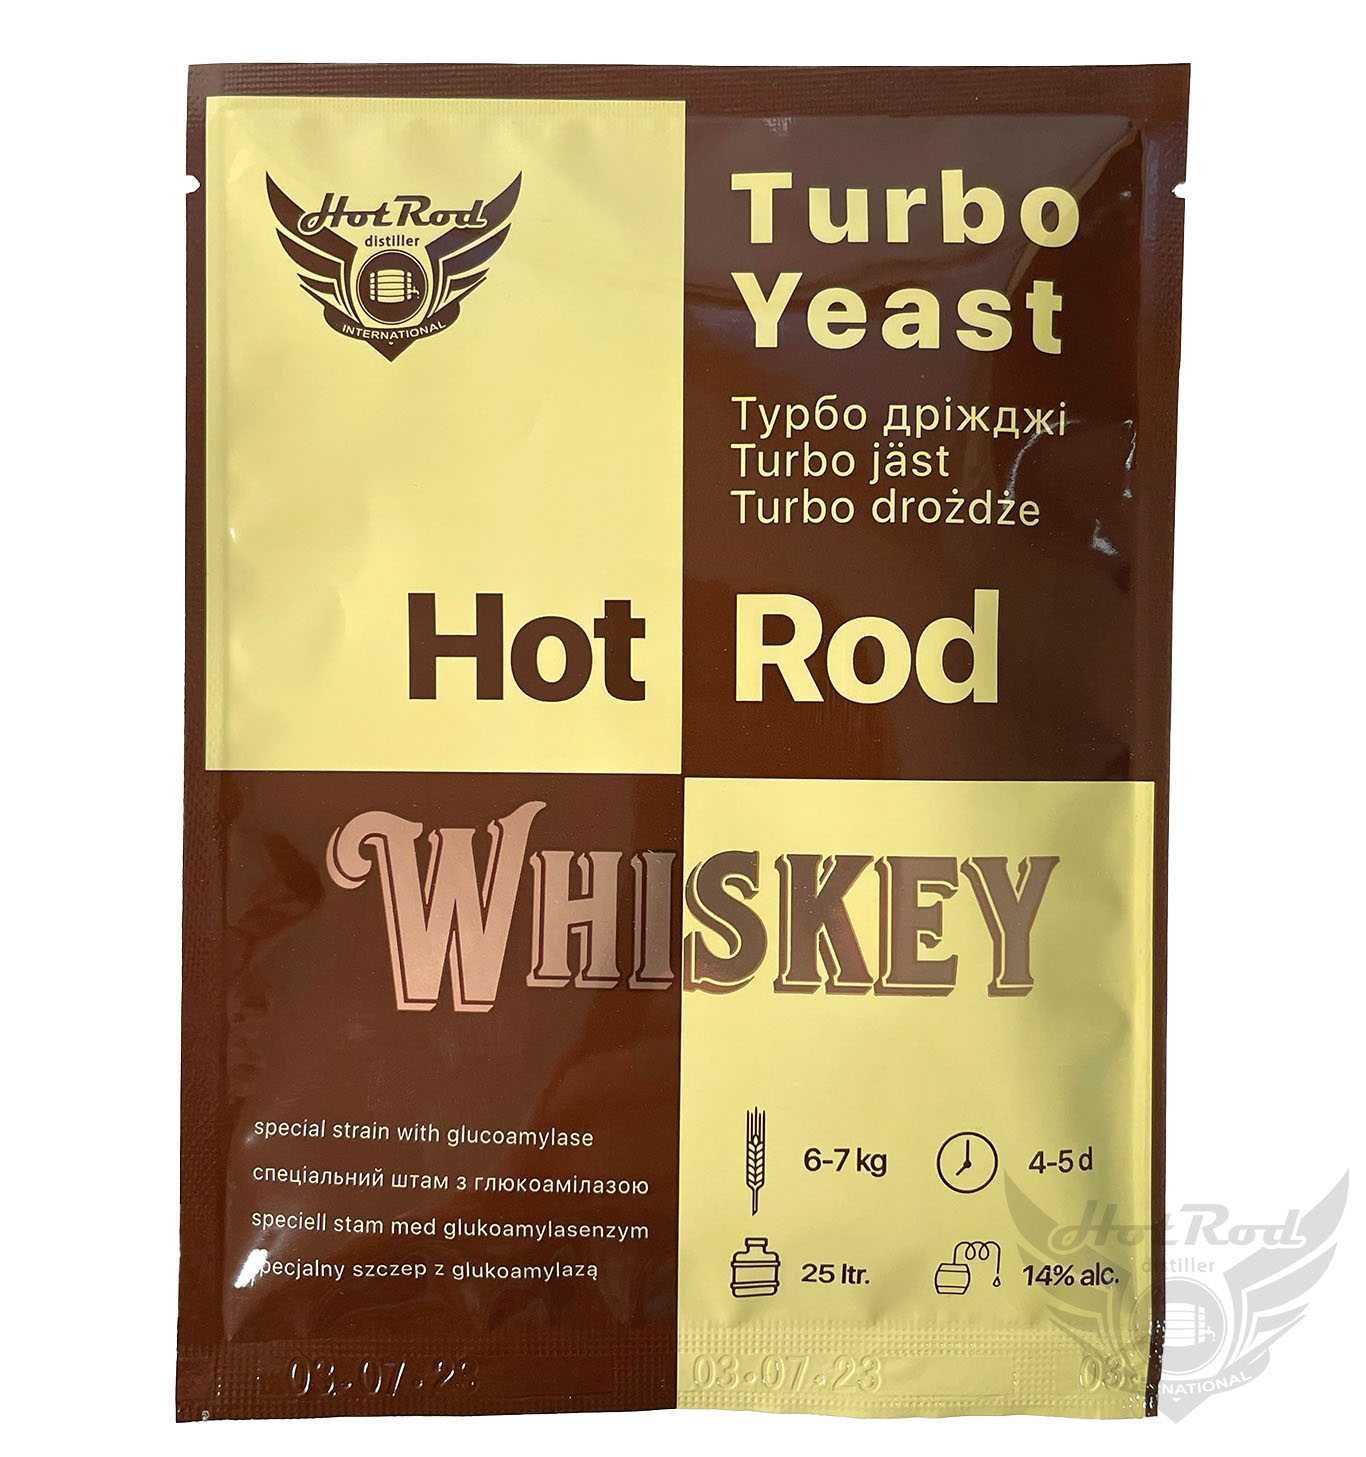 Hot Rod
distiller
INTERNATIONAL
Turbo
Yeast
Турбо дріжджі
Turbo jäst
Turbo drożdże
Hot Rod
WHISKEY
special strain with glucoamylase
спеціальний штам з глюкоамілазою
speciell stam med glukoamylasenzym
specjalny szczep z glukoamylazą
6-7 kg
4-5 d
25 ltr.
14% alc.
03.07.23
03.07.23
03
Hot Rod
distiller
INTERNATIONAL